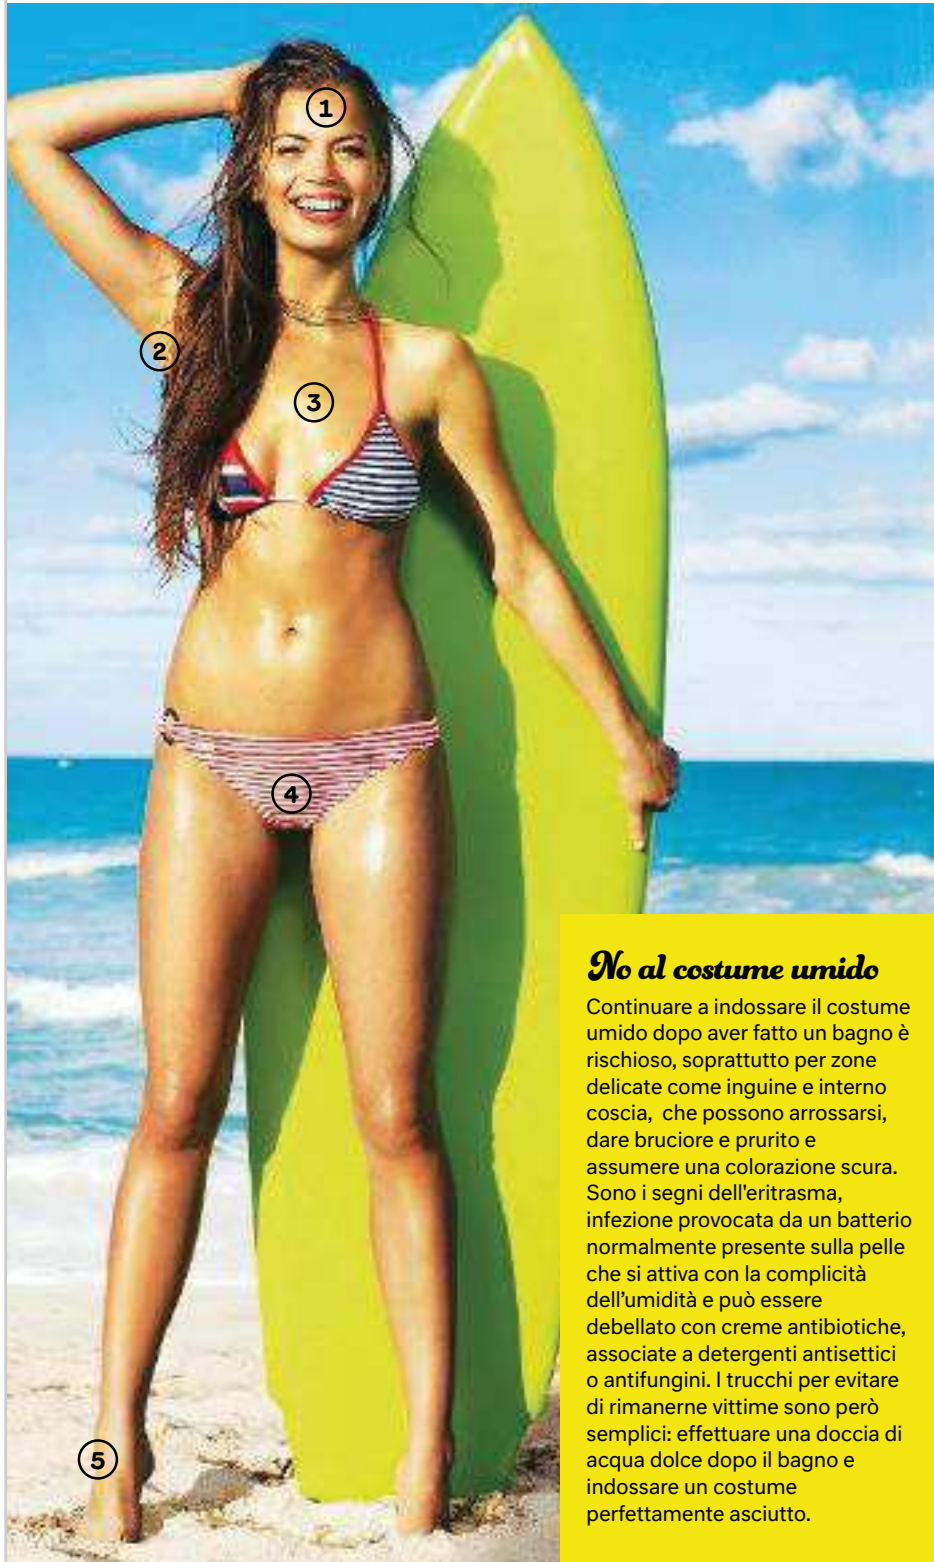 1
2
3
4
5
No al costume umido
Continuare a indossare il costume
umido dopo aver fatto un bagno è
rischioso, soprattutto per zone
delicate come inguine e interno
coscia,  che possono arrossarsi,
dare bruciore e prurito e
assumere una colorazione scura.
Sono i segni dell'eritrasma,
infezione provocata da un batterio
normalmente presente sulla pelle
che si attiva con la complicità
dell’umidità e può essere
debellato con creme antibiotiche,
associate a detergenti antisettici
o antifungini. I trucchi per evitare
di rimanerne vittime sono però
semplici: effettuare una doccia di
acqua dolce dopo il bagno e
indossare un costume
perfettamente asciutto.